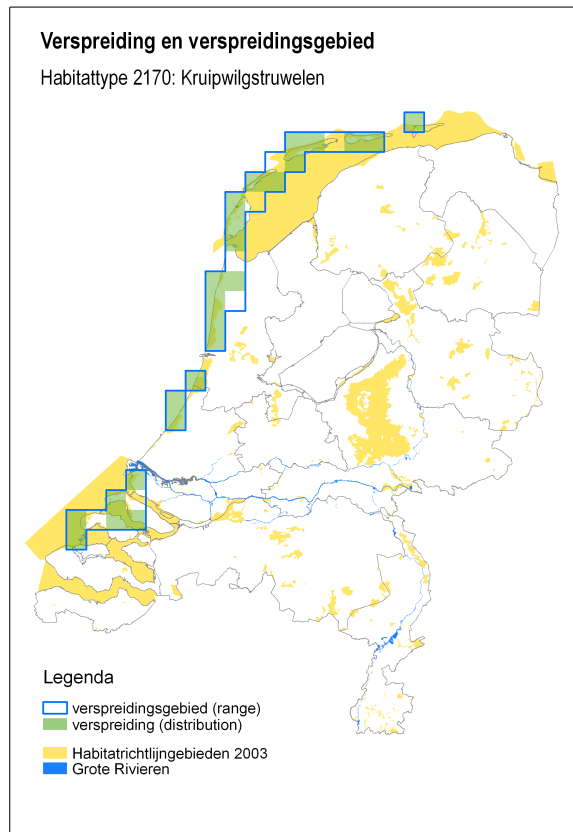 Verspreiding en verspreidingsgebied
Habitattype 2170: Kruipwilgstruwelen
Legenda
verspreidingsgebied (range)
verspreiding (distribution)
Habitatrichtlijngebieden 2003
Grote Rivieren